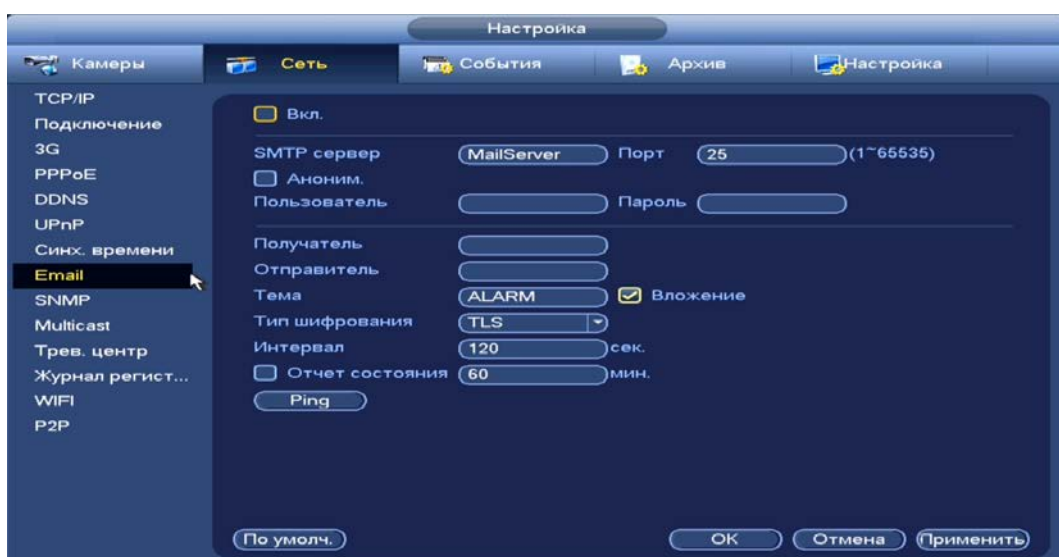 Настройка
Камеры Сеть События Архив Настройка
TCP/IP
Подключение
3G
PPPoE
DDNS
UPnP
Синх. времени
Email
SNMP
Multicast
Трев. центр
Журнал регист...
WIFI
P2P
Вкл.
SMTP сервер MailServer Порт 25 (1~65535)
Аноним.
Пользователь Пароль
Получатель
Отправитель
Тема ALARM Вложение
Тип шифрования TLS
Интервал 120 сек.
Отчет состояния 60 мин.
Ping
По умолч. OK Отмена Применить